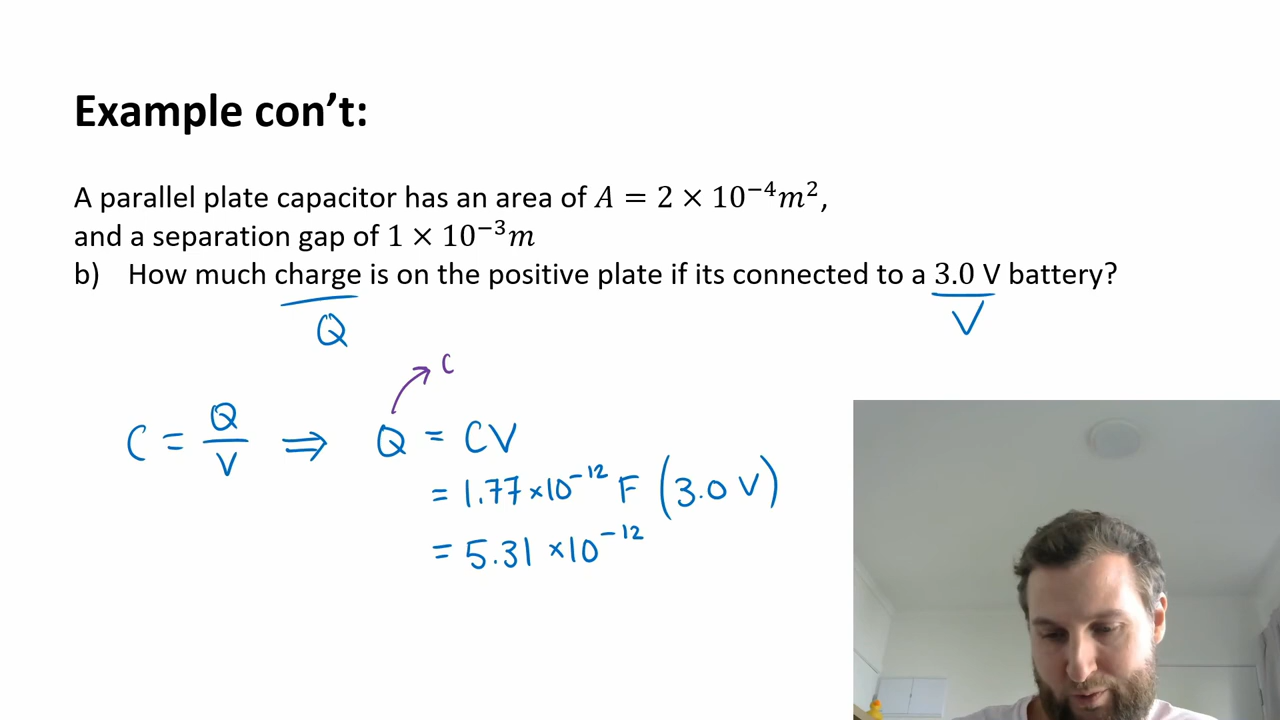 Example con't:
A parallel plate capacitor has an area of A = 2 × 10⁻⁴m²,
and a separation gap of 1 × 10⁻³m
b) How much charge is on the positive plate if its connected to a 3.0 V battery?
Q V
C
C = Q/V ⇒ Q = CV
= 1.77×10⁻¹² F (3.0 V)
= 5.31 ×10⁻¹²